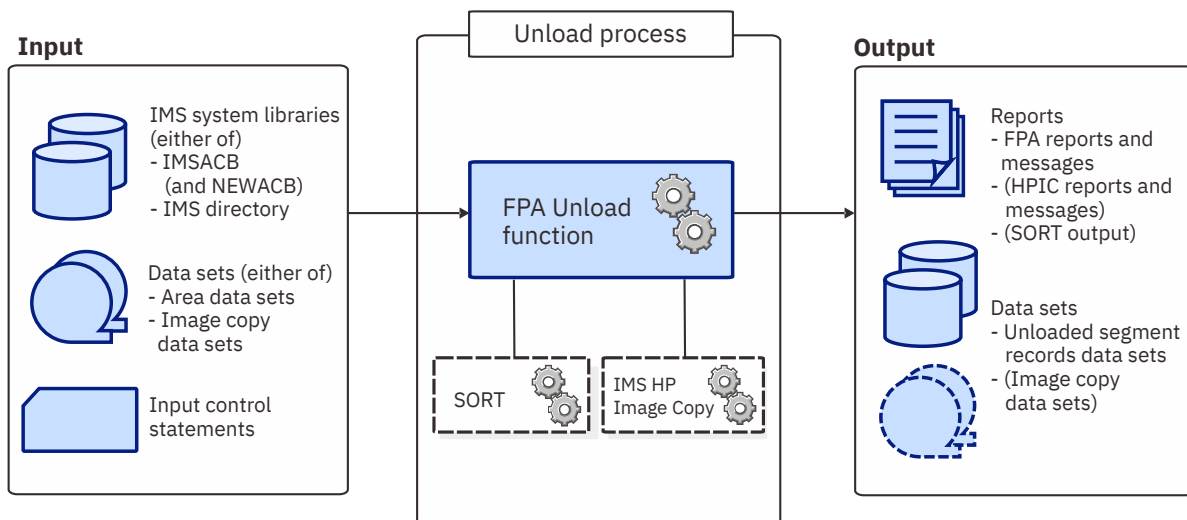 Input
IMS system libraries
(either of)
- IMSACB
(and NEWACB)
- IMS directory
Data sets (either of)
- Area data sets
- Image copy
data sets
Input control
statements
Unload process
FPA Unload
function
SORT
IMS HP
Image Copy
Output
Reports
- FPA reports and
messages
- (HPIC reports and
messages)
- (SORT output)
Data sets
- Unloaded segment
records data sets
- (Image copy
data sets)